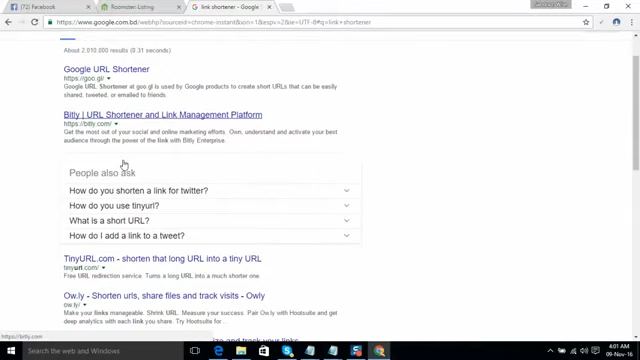 (72) Facebook
Roomster-Listing
link shortener - Google S
https://www.google.com.bd/webhp?sourceid=chrome-instant&ion=1&espv=2&ie=UTF-8#q=link+shortener
About 2,010,000 results (0.31 seconds)
Google URL Shortener
https://goo.gl/
Google URL Shortener at goo.gl is used by Google products to create short URLs that can be easily
shared, tweeted, or emailed to friends.
Bitly | URL Shortener and Link Management Platform
https://bitly.com/
Get the most out of your social and online marketing efforts. Own, understand and activate your best
audience through the power of the link with Bitly Enterprise.
People also ask
How do you shorten a link for twitter?
How do you use tinyurl?
What is a short URL?
How do I add a link to a tweet?
TinyURL.com - shorten that long URL into a tiny URL
tinyurl.com/
Free URL redirection service. Turns a long URL into a much shorter one.
Ow.ly - Shorten urls, share files and track visits - Owly
ow.ly/
Make your links manageable. Shrink URL. Measure your success. Pair Ow.ly with Hootsuite and get
deep analytics with each link you share. Try Hootsuite for ...
https://bitly.com
ize and track your links
Search the web and Windows
4:01 AM
09-Nov-16